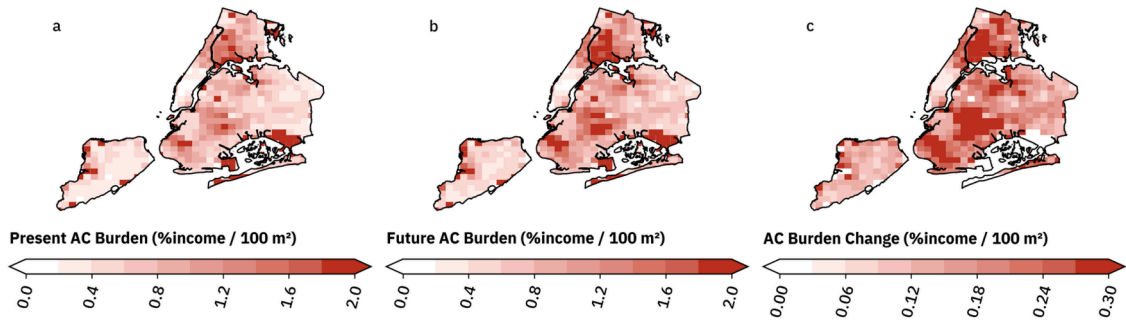 a
b
c
Present AC Burden (%income / 100 m²)
Future AC Burden (%income / 100 m²)
AC Burden Change (%income / 100 m²)
0.0 0.4 0.8 1.2 1.6 2.0
0.0 0.4 0.8 1.2 1.6 2.0
0.00 0.06 0.12 0.18 0.24 0.30